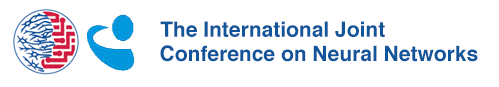 The International Joint
Conference on Neural Networks